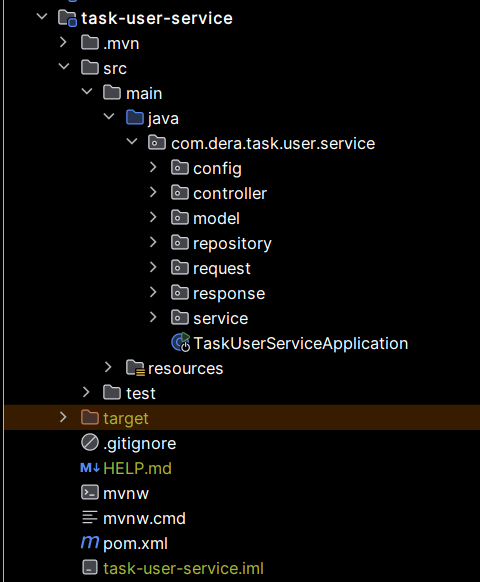 task-user-service
.mvn
src
main
java
com.dera.task.user.service
config
controller
model
repository
request
response
service
TaskUserServiceApplication
resources
test
target
.gitignore
M↓ HELP.md
mvnw
mvnw.cmd
m pom.xml
task-user-service.iml